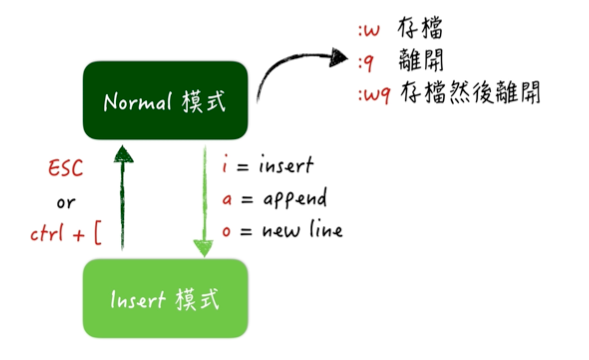 :w 存檔
:q 離開
:wq 存檔然後離開
Normal 模式
ESC
or
ctrl + [
i = insert
a = append
o = new line
Insert 模式